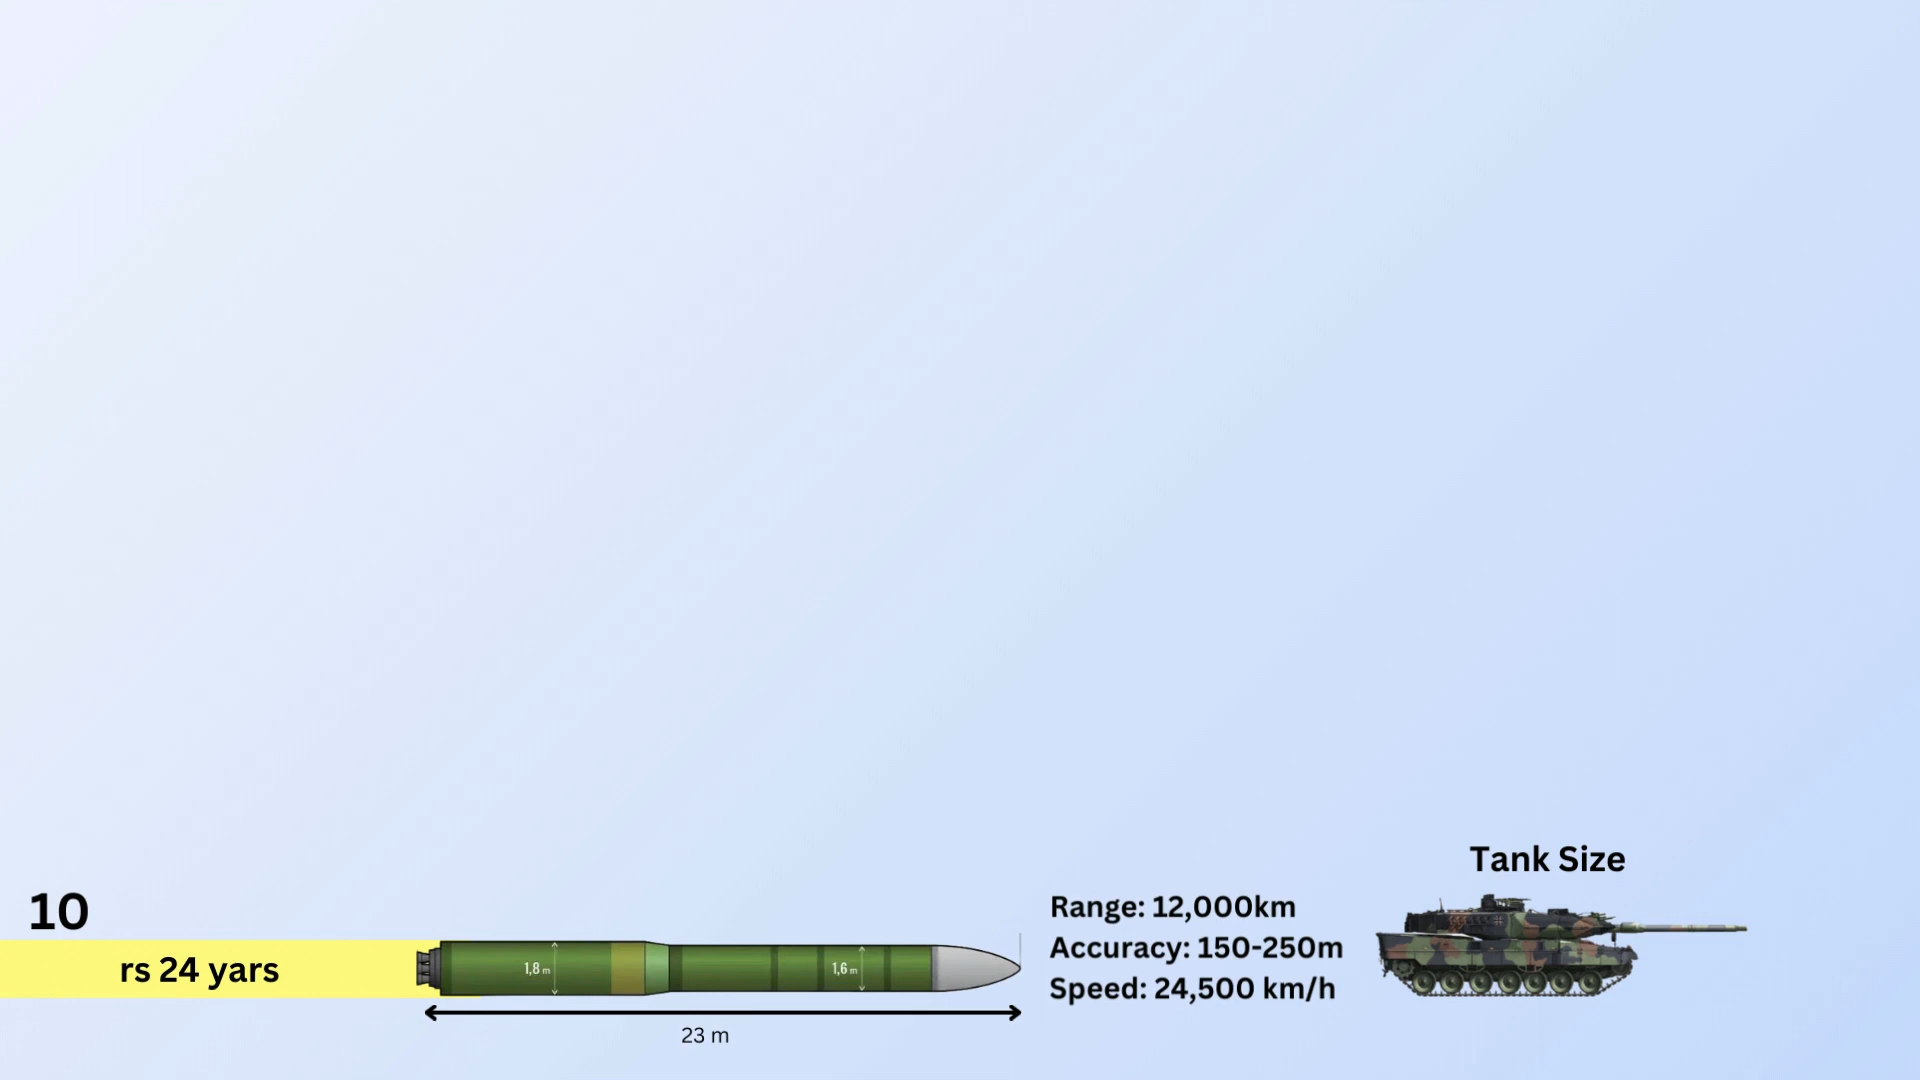 Tank Size
10
rs 24 yars
1,8 m
1,6 m
Range: 12,000km
Accuracy: 150-250m
Speed: 24,500 km/h
23 m